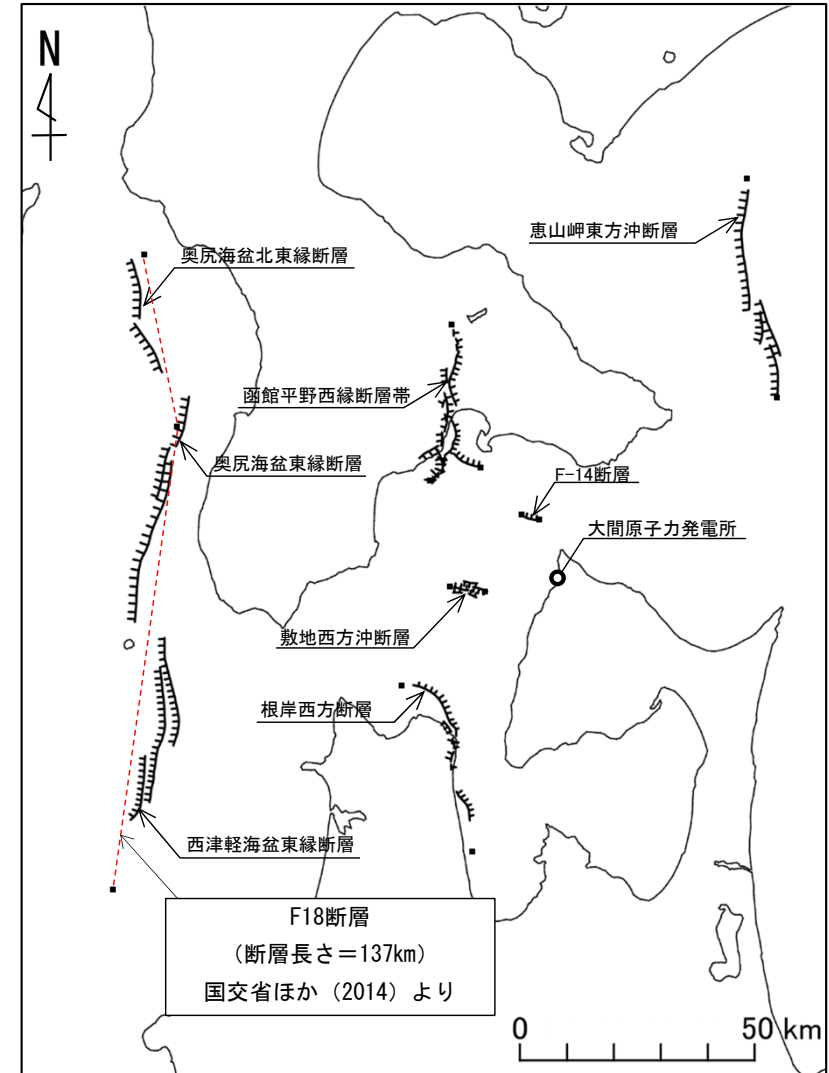 N
恵山岬東方沖断層
奥尻海盆北東縁断層
函館平野西縁断層帯
奥尻海盆東縁断層
F-14断層
大間原子力発電所
敷地西方沖断層
根岸西方断層
西津軽海盆東縁断層
F18断層
(断層長さ=137km)
国交省ほか(2014)より
0 50 km